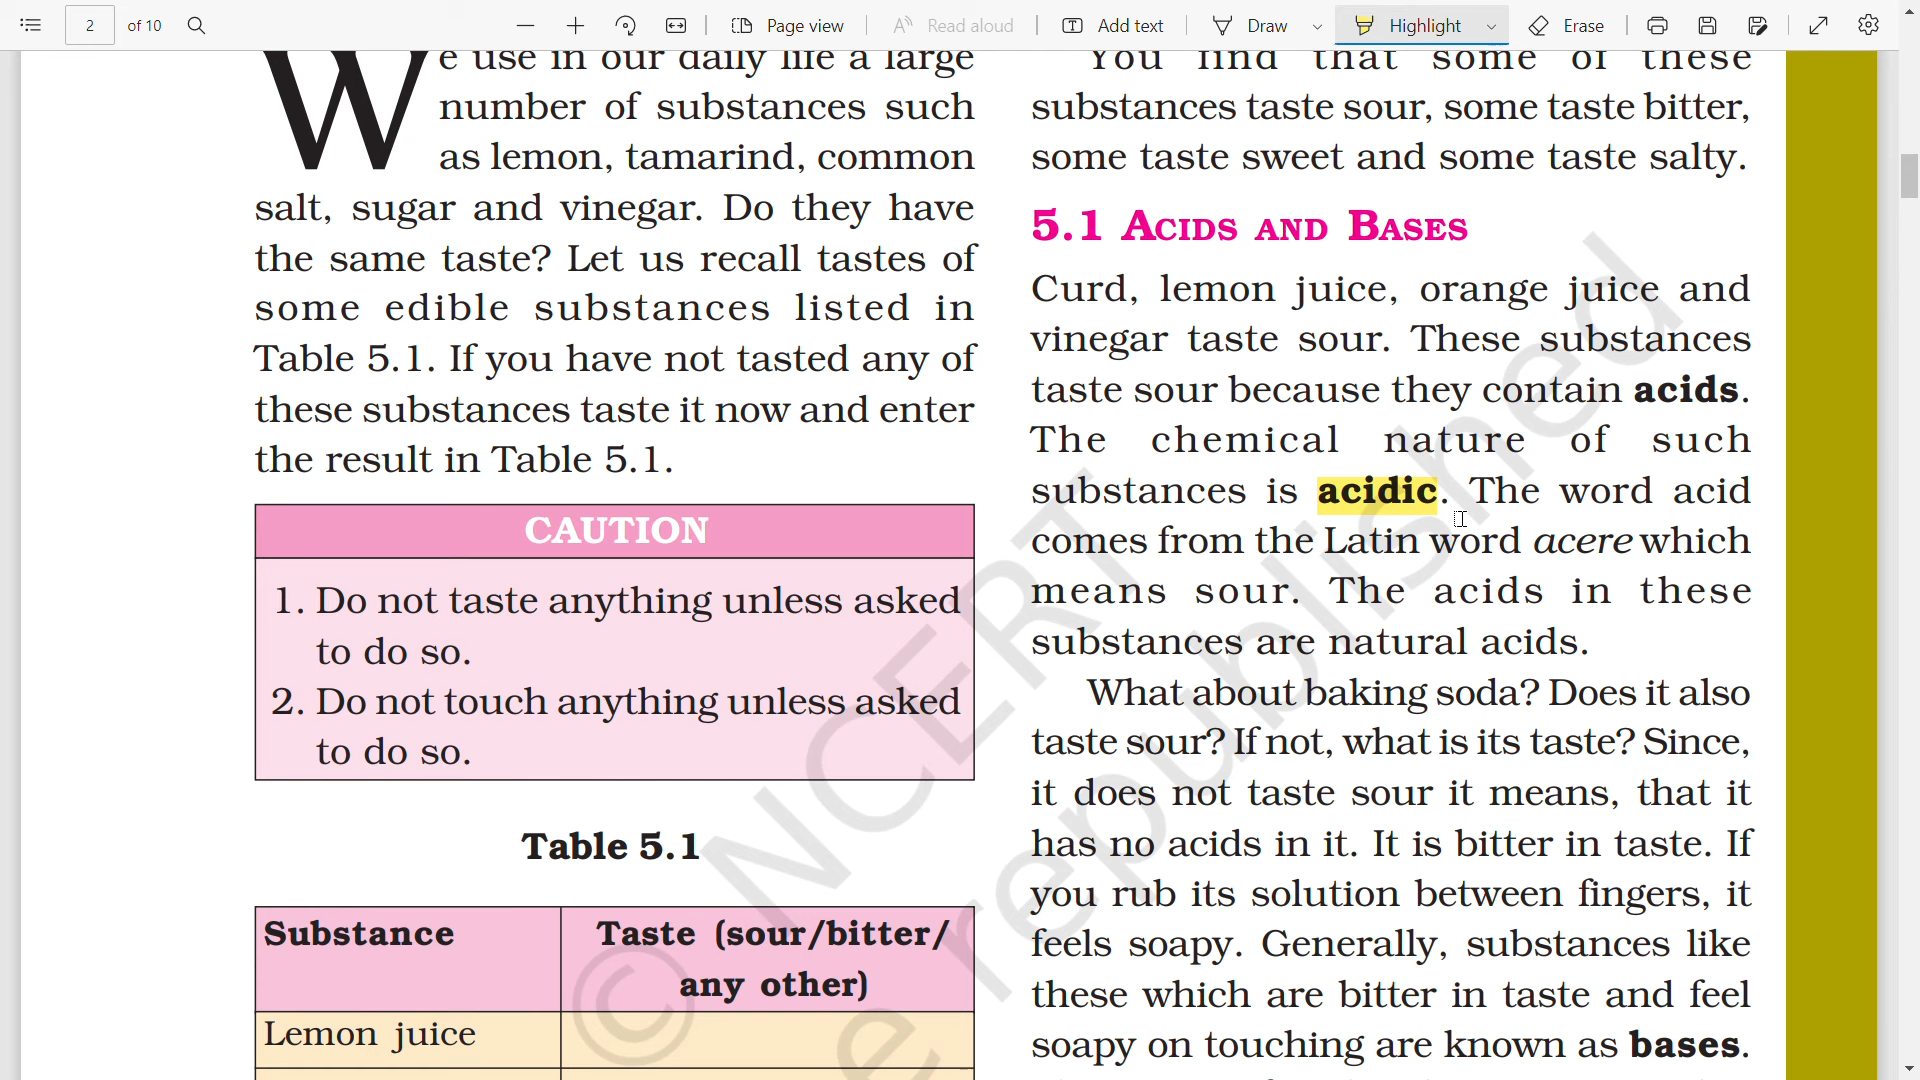 2 of 10 Page view Read aloud Add text Draw Highlight Erase
We use in our daily life a large
number of substances such
as lemon, tamarind, common
salt, sugar and vinegar. Do they have
the same taste? Let us recall tastes of
some edible substances listed in
Table 5.1. If you have not tasted any of
these substances taste it now and enter
the result in Table 5.1.
CAUTION
1. Do not taste anything unless asked
to do so.
2. Do not touch anything unless asked
to do so.
Table 5.1
Substance
Taste (sour/bitter/
any other)
Lemon juice
You find that some of these
substances taste sour, some taste bitter,
some taste sweet and some taste salty.
5.1 ACIDS AND BASES
Curd, lemon juice, orange juice and
vinegar taste sour. These substances
taste sour because they contain acids.
The chemical nature of such
substances is acidic. The word acid
comes from the Latin word acere which
means sour. The acids in these
substances are natural acids.
What about baking soda? Does it also
taste sour? If not, what is its taste? Since,
it does not taste sour it means, that it
has no acids in it. It is bitter in taste. If
you rub its solution between fingers, it
feels soapy. Generally, substances like
these which are bitter in taste and feel
soapy on touching are known as bases.
© NCERT
e republished